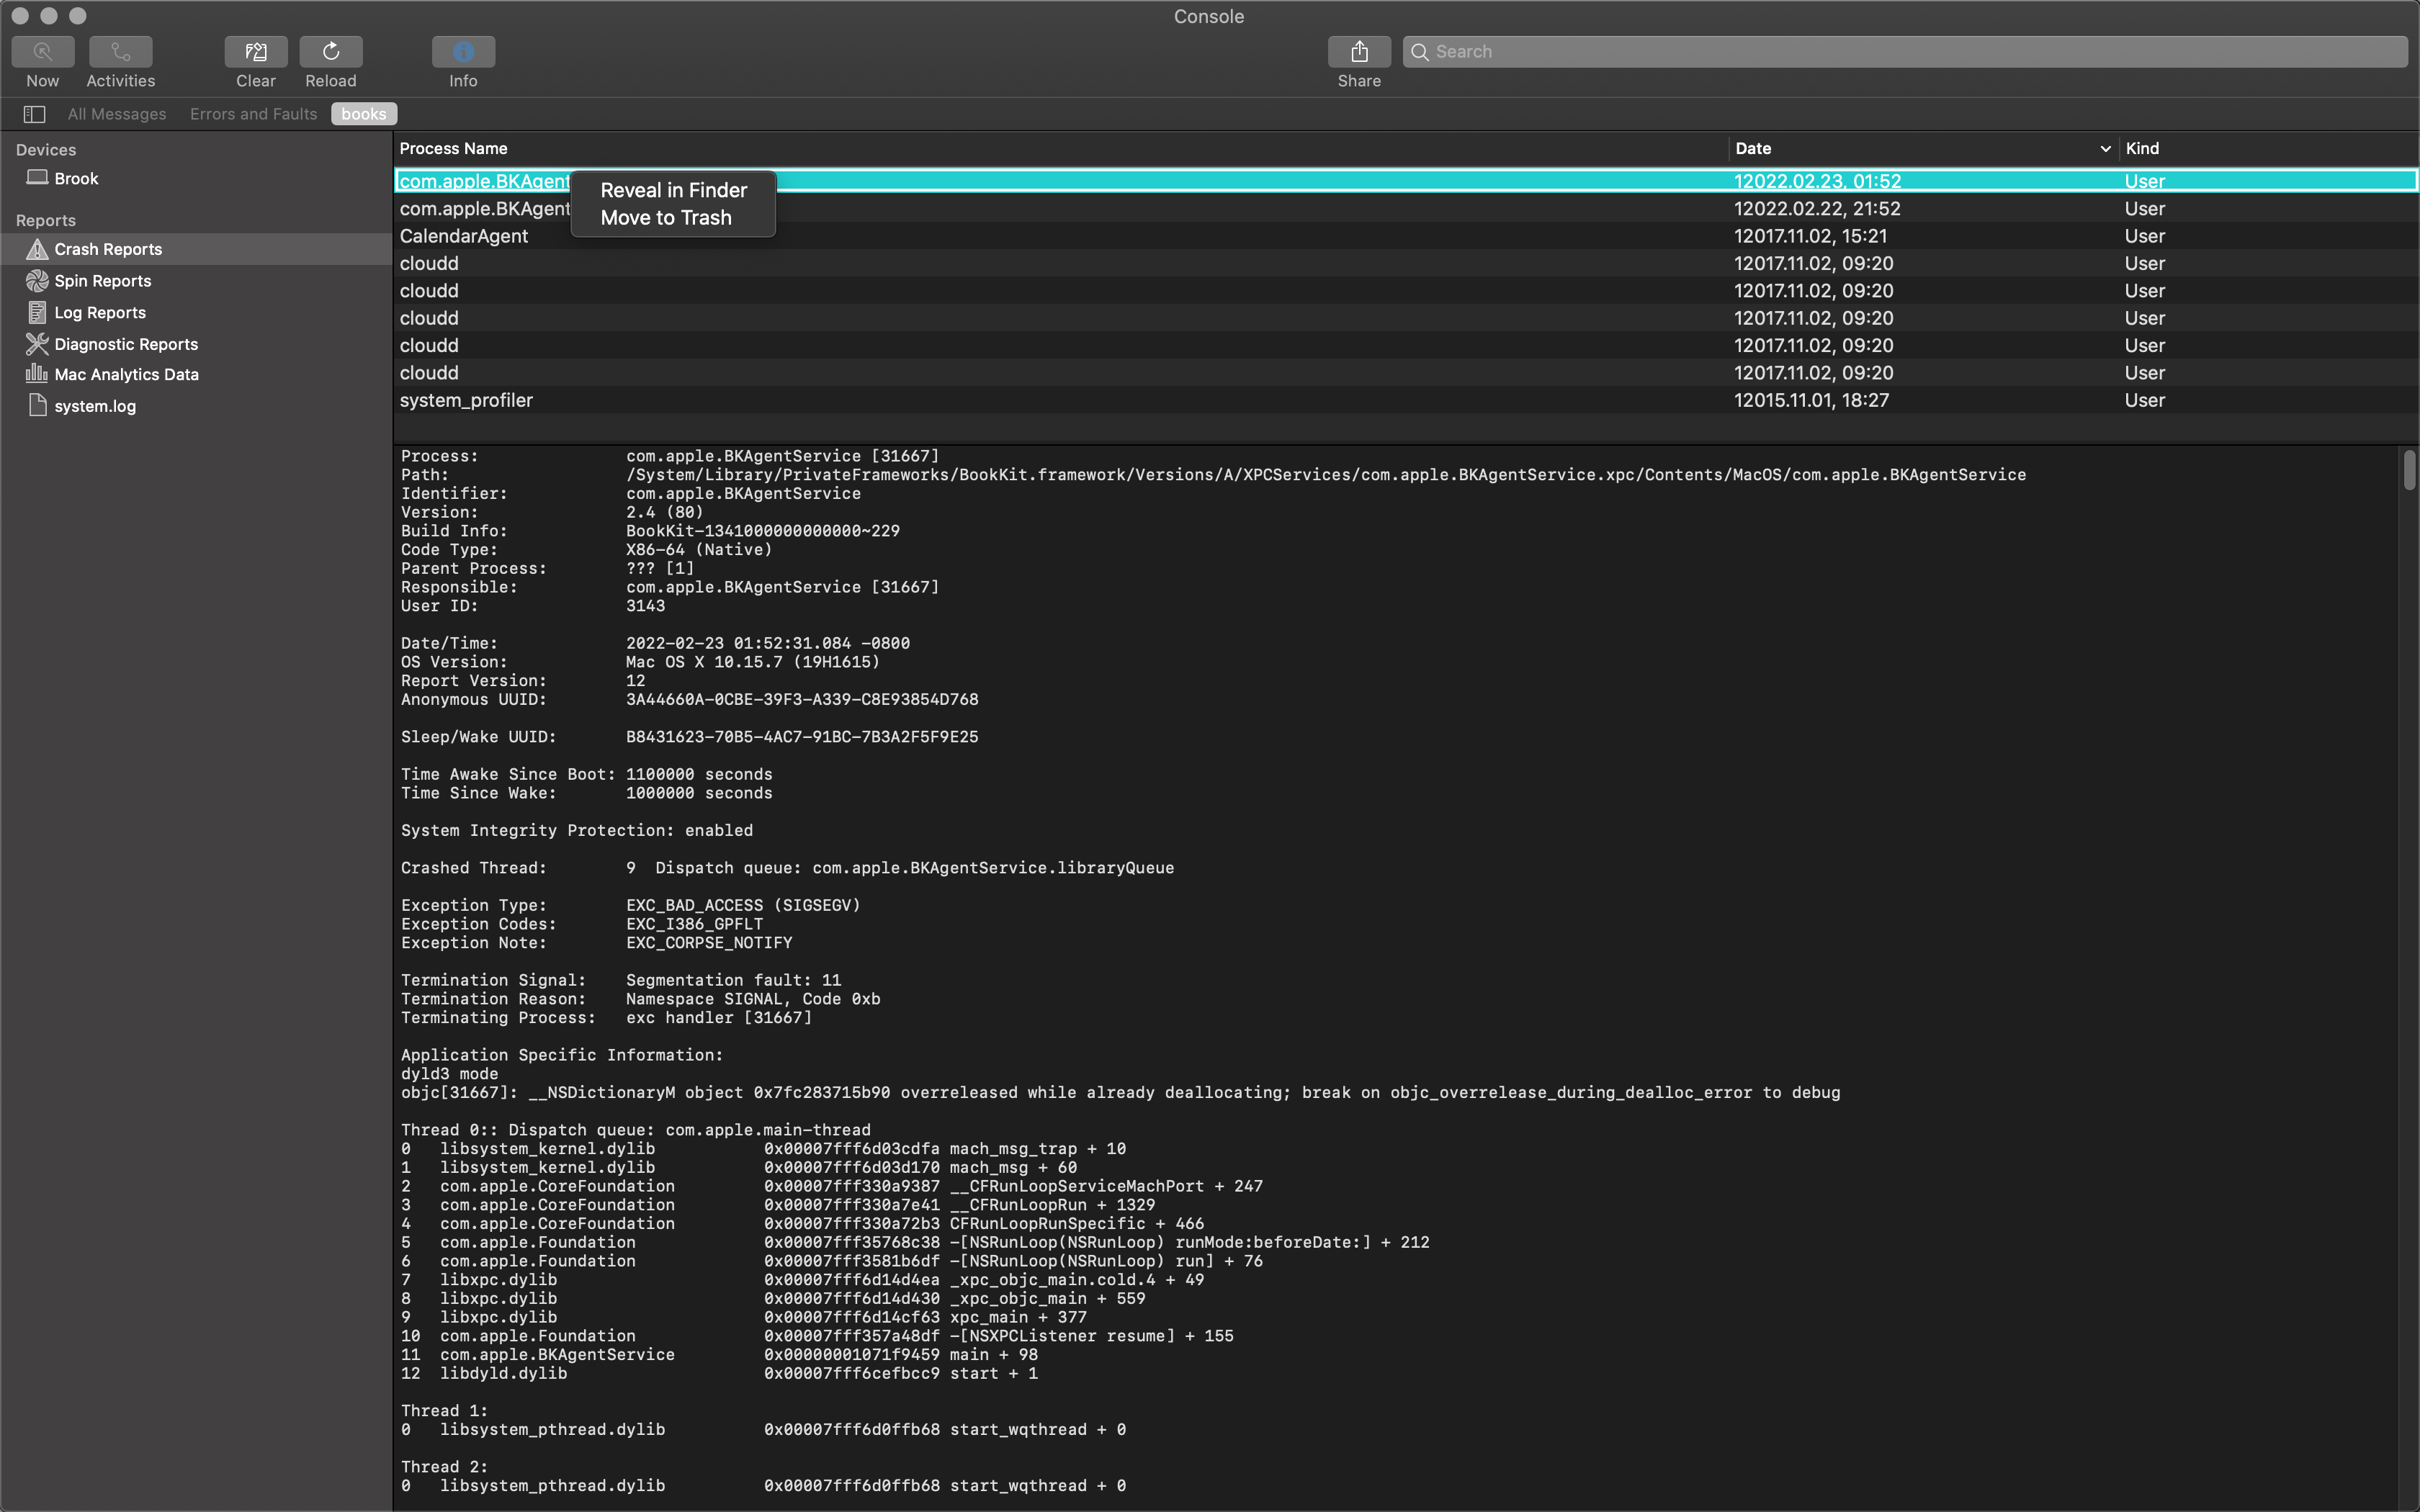 Console
Now
Activities
Clear
Reload
Info
Share
Search
All Messages
Errors and Faults
books
Devices
Brook
Reports
Crash Reports
Spin Reports
Log Reports
Diagnostic Reports
Mac Analytics Data
system.log
Process Name Date Kind
com.apple.BKAgent 12022.02.23, 01:52 User
com.apple.BKAgent 12022.02.22, 21:52 User
Reveal in Finder
Move to Trash
CalendarAgent 12017.11.02, 15:21 User
cloudd 12017.11.02, 09:20 User
cloudd 12017.11.02, 09:20 User
cloudd 12017.11.02, 09:20 User
cloudd 12017.11.02, 09:20 User
cloudd 12017.11.02, 09:20 User
system_profiler 12015.11.01, 18:27 User
Process: com.apple.BKAgentService [31667]
Path: /System/Library/PrivateFrameworks/BookKit.framework/Versions/A/XPCServices/com.apple.BKAgentService.xpc/Contents/MacOS/com.apple.BKAgentService
Identifier: com.apple.BKAgentService
Version: 2.4 (80)
Build Info: BookKit-1341000000000000~229
Code Type: X86-64 (Native)
Parent Process: ??? [1]
Responsible: com.apple.BKAgentService [31667]
User ID: 3143
Date/Time: 2022-02-23 01:52:31.084 -0800
OS Version: Mac OS X 10.15.7 (19H1615)
Report Version: 12
Anonymous UUID: 3A44660A-0CBE-39F3-A339-C8E93854D768
Sleep/Wake UUID: B8431623-70B5-4AC7-91BC-7B3A2F5F9E25
Time Awake Since Boot: 1100000 seconds
Time Since Wake: 1000000 seconds
System Integrity Protection: enabled
Crashed Thread: 9 Dispatch queue: com.apple.BKAgentService.libraryQueue
Exception Type: EXC_BAD_ACCESS (SIGSEGV)
Exception Codes: EXC_I386_GPFLT
Exception Note: EXC_CORPSE_NOTIFY
Termination Signal: Segmentation fault: 11
Termination Reason: Namespace SIGNAL, Code 0xb
Terminating Process: exc handler [31667]
Application Specific Information:
dyld3 mode
objc[31667]: __NSDictionaryM object 0x7fc283715b90 overreleased while already deallocating; break on objc_overrelease_during_dealloc_error to debug
Thread 0:: Dispatch queue: com.apple.main-thread
0 libsystem_kernel.dylib 0x00007fff6d03cdfa mach_msg_trap + 10
1 libsystem_kernel.dylib 0x00007fff6d03d170 mach_msg + 60
2 com.apple.CoreFoundation 0x00007fff330a9387 __CFRunLoopServiceMachPort + 247
3 com.apple.CoreFoundation 0x00007fff330a7e41 __CFRunLoopRun + 1329
4 com.apple.CoreFoundation 0x00007fff330a72b3 CFRunLoopRunSpecific + 466
5 com.apple.Foundation 0x00007fff35768c38 -[NSRunLoop(NSRunLoop) runMode:beforeDate:] + 212
6 com.apple.Foundation 0x00007fff3581b6df -[NSRunLoop(NSRunLoop) run] + 76
7 libxpc.dylib 0x00007fff6d14d4ea _xpc_objc_main.cold.4 + 49
8 libxpc.dylib 0x00007fff6d14d430 _xpc_objc_main + 559
9 libxpc.dylib 0x00007fff6d14cf63 xpc_main + 377
10 com.apple.Foundation 0x00007fff357a48df -[NSXPCListener resume] + 155
11 com.apple.BKAgentService 0x00000001071f9459 main + 98
12 libdyld.dylib 0x00007fff6cefbcc9 start + 1
Thread 1:
0 libsystem_pthread.dylib 0x00007fff6d0ffb68 start_wqthread + 0
Thread 2:
0 libsystem_pthread.dylib 0x00007fff6d0ffb68 start_wqthread + 0